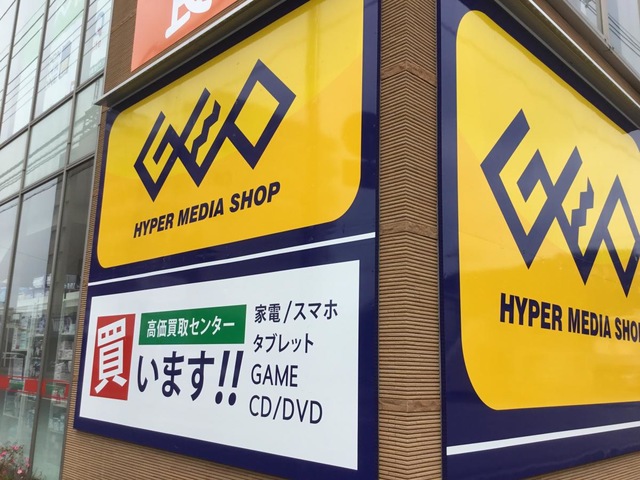 GEO
HYPER MEDIA SHOP
高価買取センター
買います!!
家電/スマホ
タブレット
GAME
CD/DVD
GEO
HYPER MEDIA SHOP